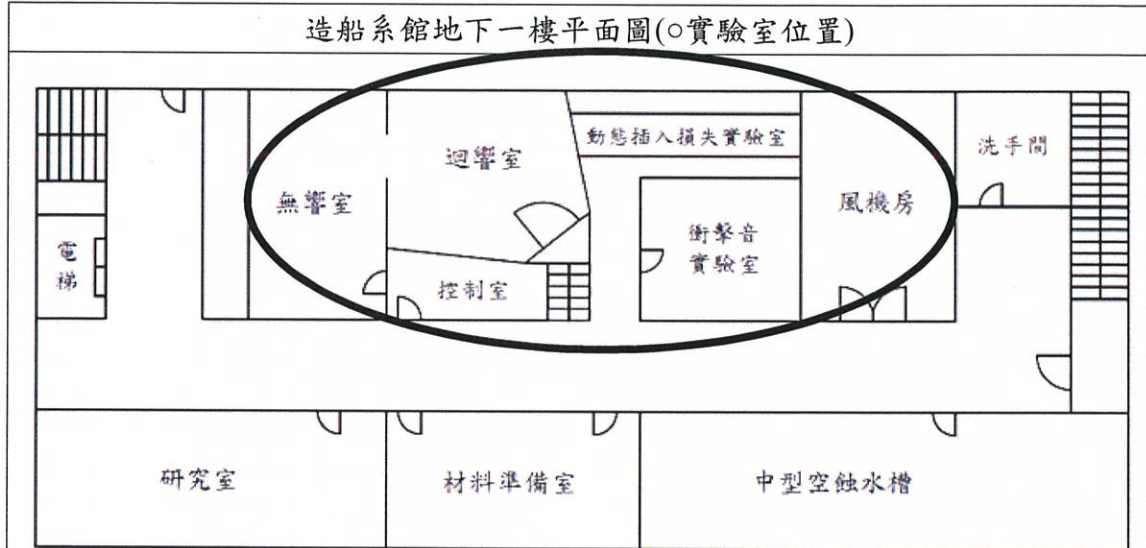 造船系館地下一樓平面圖(○實驗室位置)
動態插入損失實驗室
洗手間
迴響室
無響室
風機房
衝擊音
實驗室
電
梯
控制室
研究室
材料準備室
中型空蝕水槽